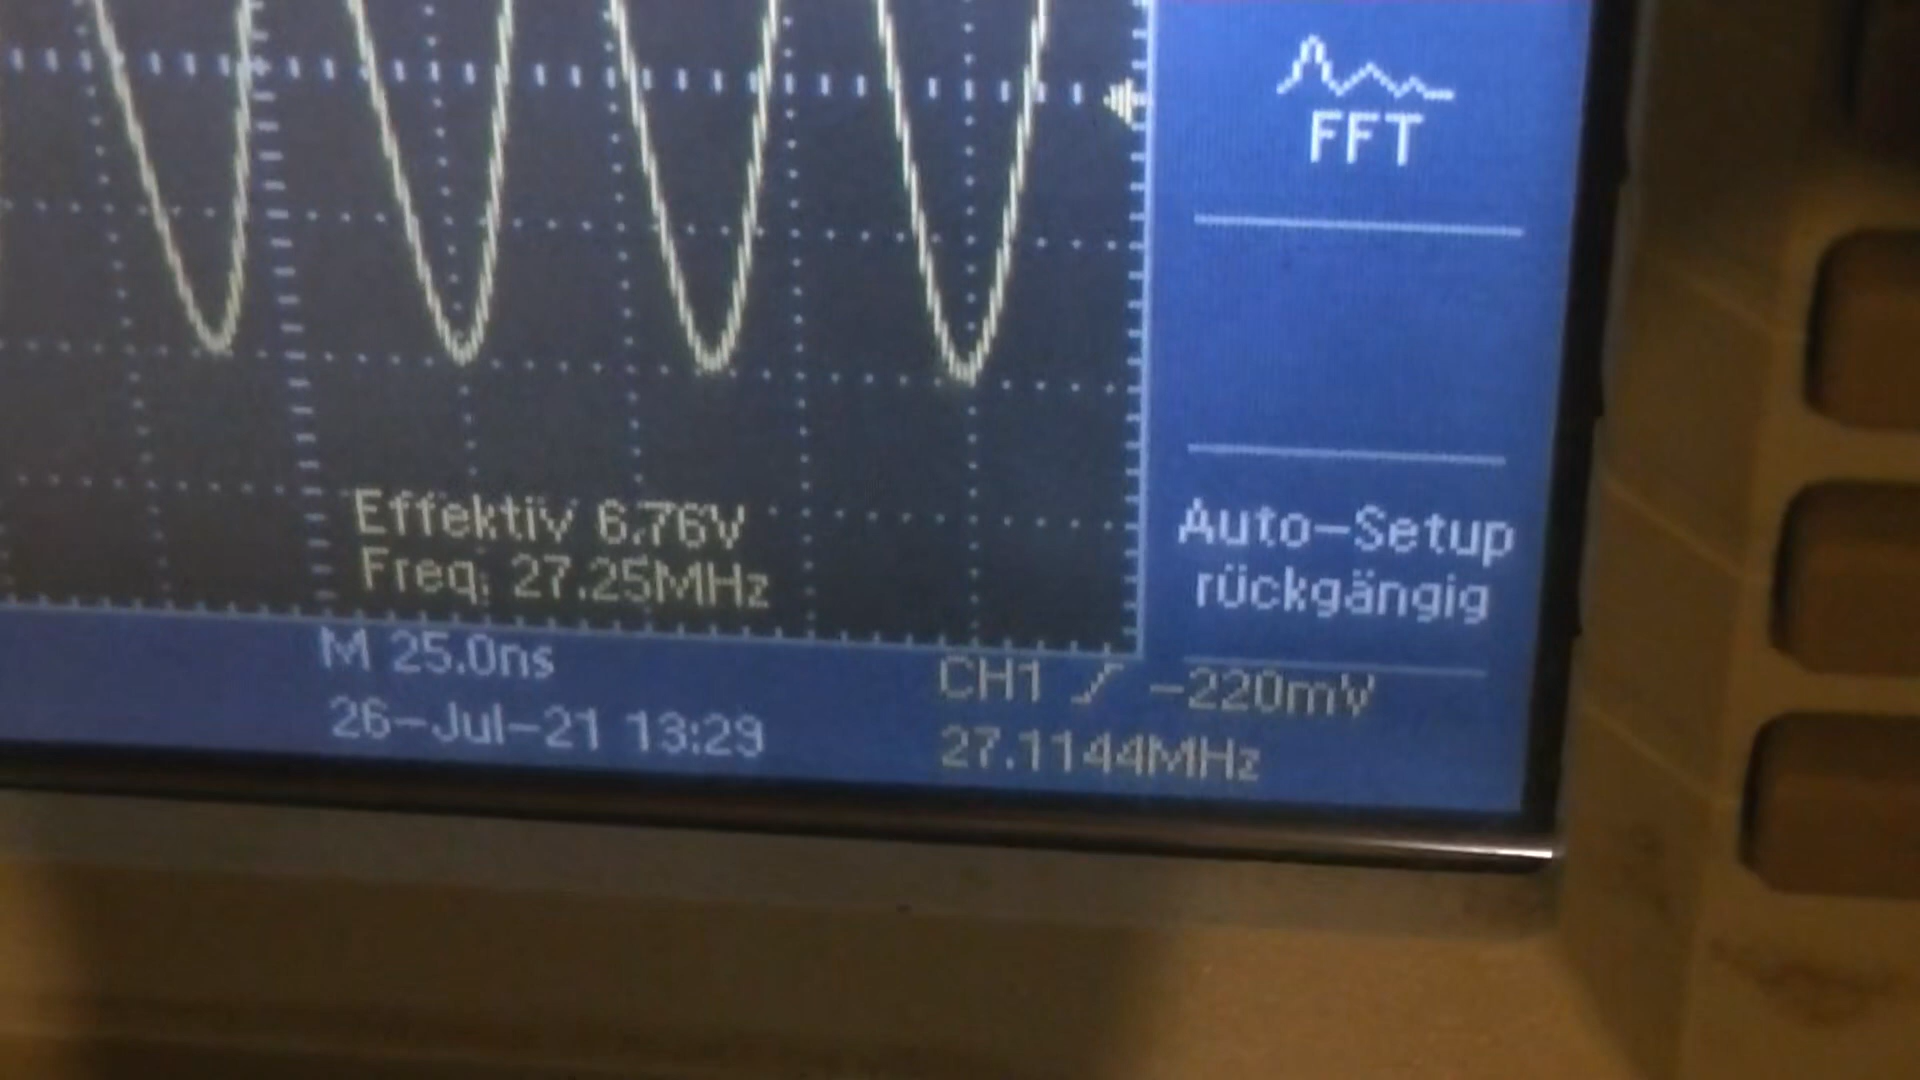 FFT
Effektiv 6.76V
Freq. 27.25MHz
Auto-Setup
rückgängig
M 25.0ns
CH1 -220mV
26-Jul-21 13:29
27.1144MHz